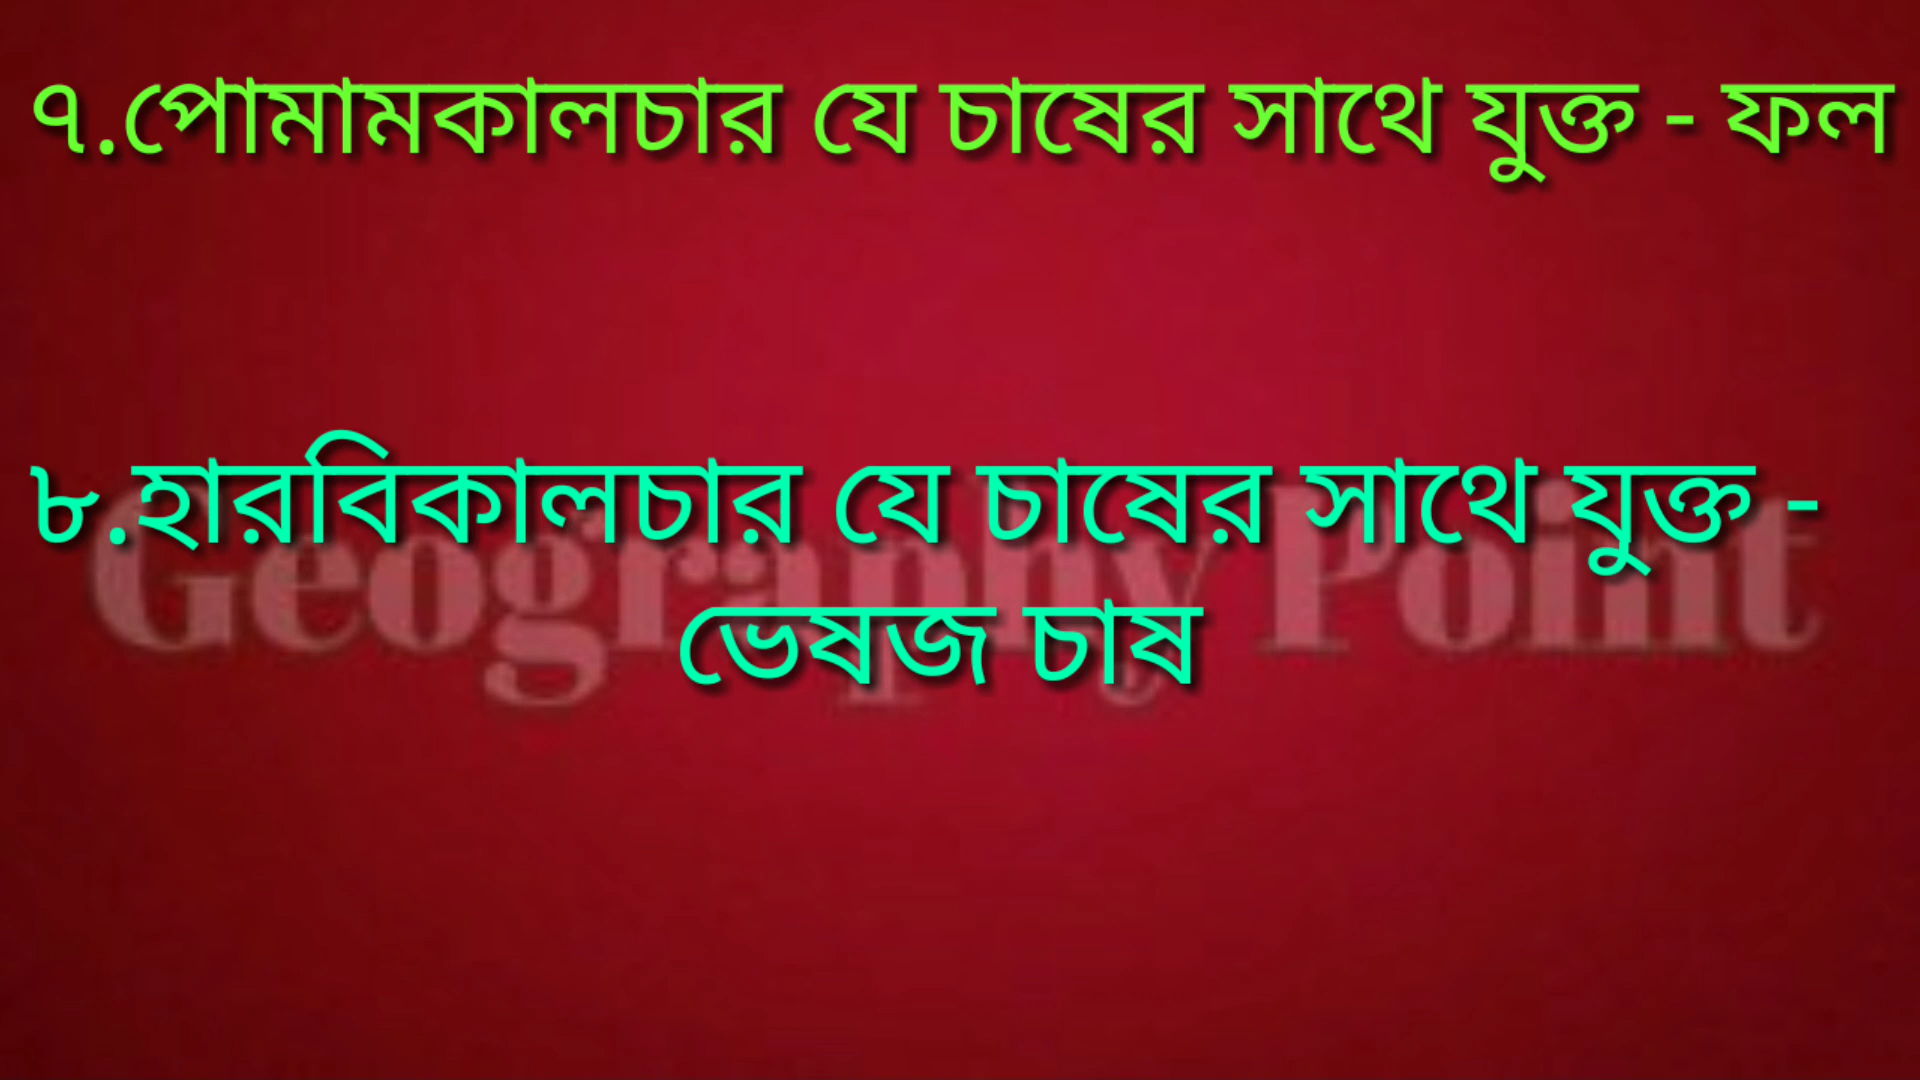 ৭.পোমামকালচার যে চাষের সাথে যুক্ত - ফল
৮.হারবিকালচার যে চাষের সাথে যুক্ত -
ভেষজ চাষ
Geography Point